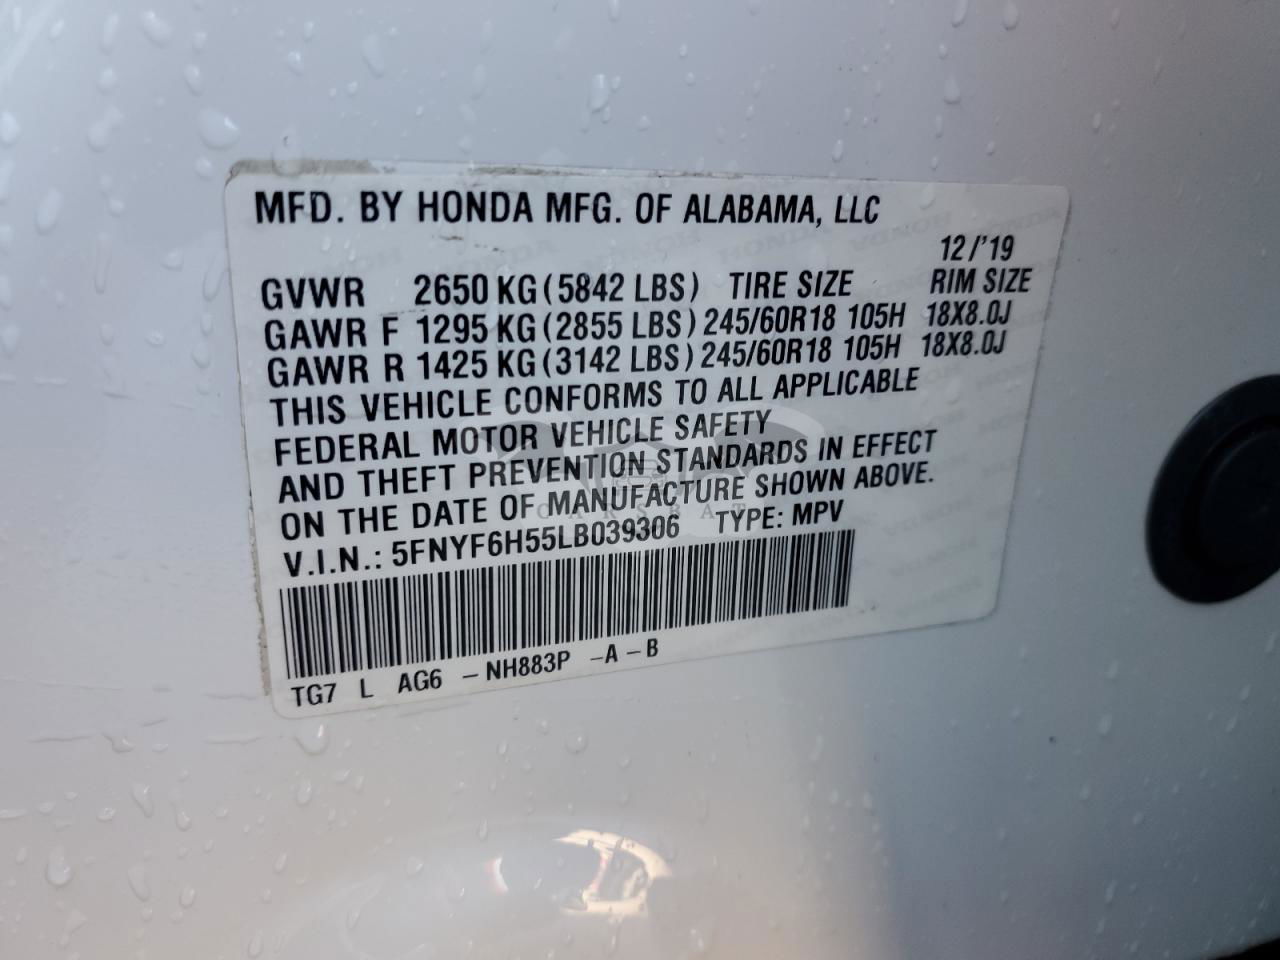 MFD. BY HONDA MFG. OF ALABAMA, LLC
12/'19
GVWR 2650 KG (5842 LBS) TIRE SIZE RIM SIZE
GAWR F 1295 KG (2855 LBS) 245/60R18 105H 18X8.0J
GAWR R 1425 KG (3142 LBS) 245/60R18 105H 18X8.0J
THIS VEHICLE CONFORMS TO ALL APPLICABLE
FEDERAL MOTOR VEHICLE SAFETY
AND THEFT PREVENTION STANDARDS IN EFFECT
ON THE DATE OF MANUFACTURE SHOWN ABOVE.
CARSBAT
V.I.N.: 5FNYF6H55LB039306 TYPE: MPV
TG7 L AG6 -NH883P -A-B